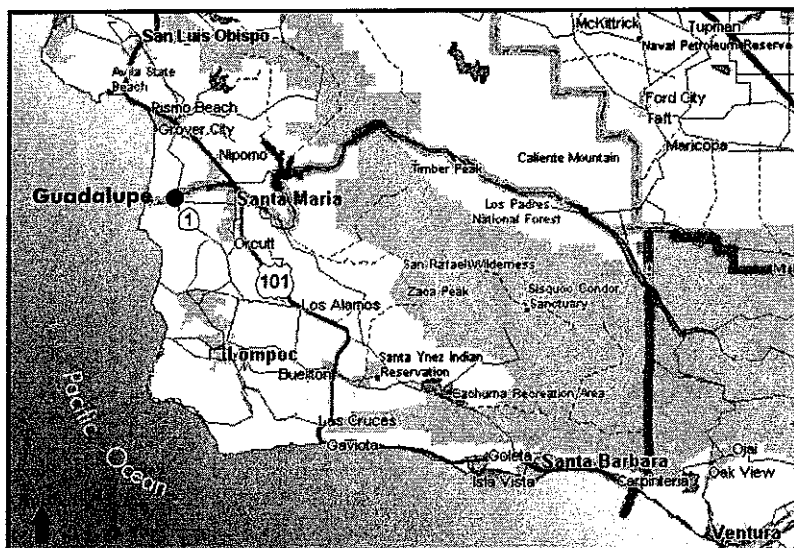 San Luis Obispo
Avila State
Beach
Pismo Beach
Grover City
Nipomo
Guadalupe
Santa Maria
1
Orcutt
101
Los Alamos
Lompoc
Buellton
Santa Ynez Indian
Reservation
Cachuma Recreation Area
Las Cruces
Gaviota
Goleta
Isla Vista
Santa Barbara
Carpinteria
Ojai
Oak View
Ventura
McKittrick
Tupman
Naval Petroleum Reserve
Ford City
Taft
Maricopa
Caliente Mountain
Timber Peak
Los Padres
National Forest
San Rafael Wilderness
Zaca Peak
Sisquoc Condor
Sanctuary
Pacific Ocean